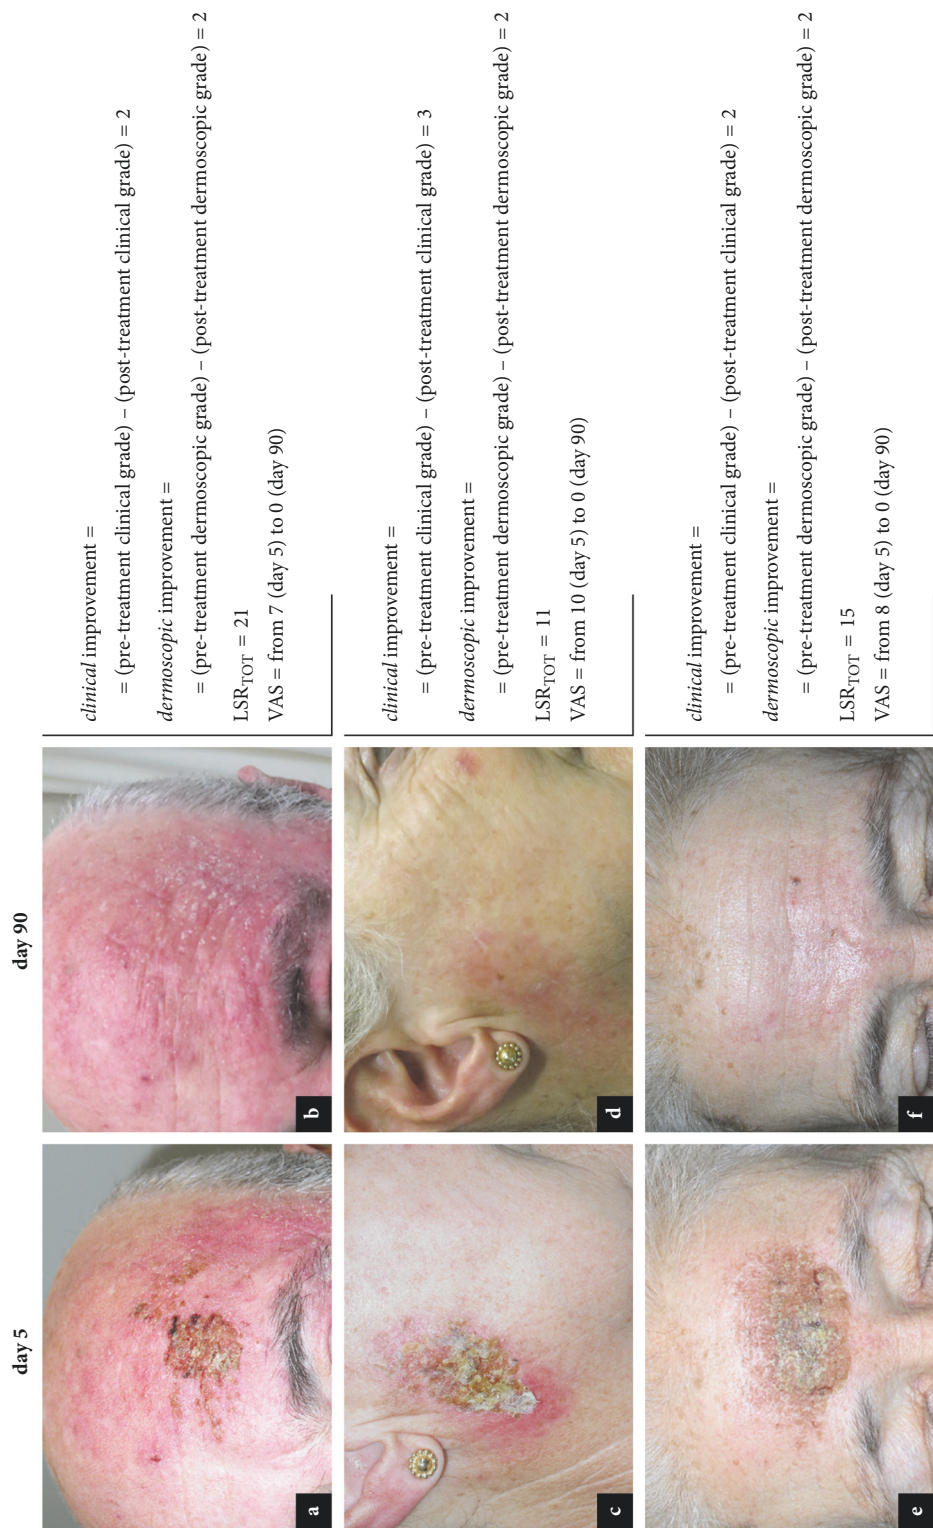 day 5
day 90
a
b
clinical improvement =
= (pre-treatment clinical grade) – (post-treatment clinical grade) = 2
dermoscopic improvement =
= (pre-treatment dermoscopic grade) – (post-treatment dermoscopic grade) = 2
LSRTOT = 21
VAS = from 7 (day 5) to 0 (day 90)
c
d
clinical improvement =
= (pre-treatment clinical grade) – (post-treatment clinical grade) = 3
dermoscopic improvement =
= (pre-treatment dermoscopic grade) – (post-treatment dermoscopic grade) = 2
LSRTOT = 11
VAS = from 10 (day 5) to 0 (day 90)
e
f
clinical improvement =
= (pre-treatment clinical grade) – (post-treatment clinical grade) = 2
dermoscopic improvement =
= (pre-treatment dermoscopic grade) – (post-treatment dermoscopic grade) = 2
LSRTOT = 15
VAS = from 8 (day 5) to 0 (day 90)